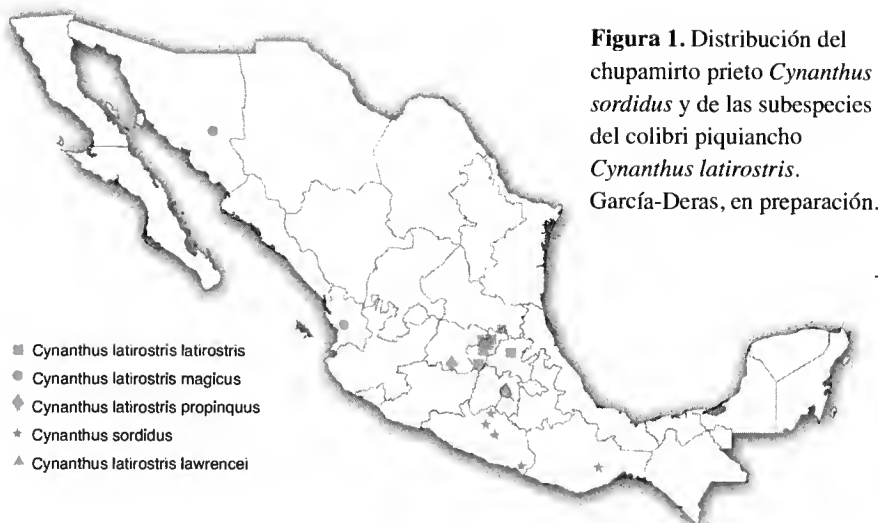 Figura 1. Distribución del
chupamirto prieto Cynanthus
sordidus y de las subespecies
del colibri piquiancho
Cynanthus latirostris.
García-Deras, en preparación.
Cynanthus latirostris latirostris
Cynanthus latirostris magicus
Cynanthus latirostris propinquus
Cynanthus sordidus
Cynanthus latirostris lawrencei